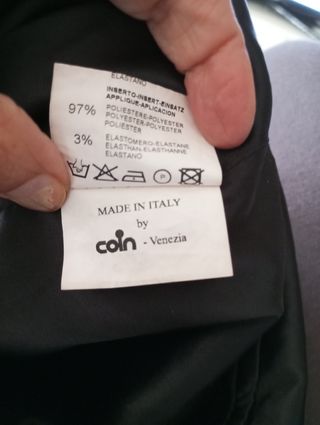 ELASTANO
INSERTO-INSERT-EINSATZ
APPLIQUE-APLICACION
97% POLIESTERE-POLYESTER
POLYESTER-POLYESTER
POLIESTER
3% ELASTOMERO-ELASTANE
ELASTHAN-ELASTHANNE
ELASTANO
P
MADE IN ITALY
by
coin - Venezia